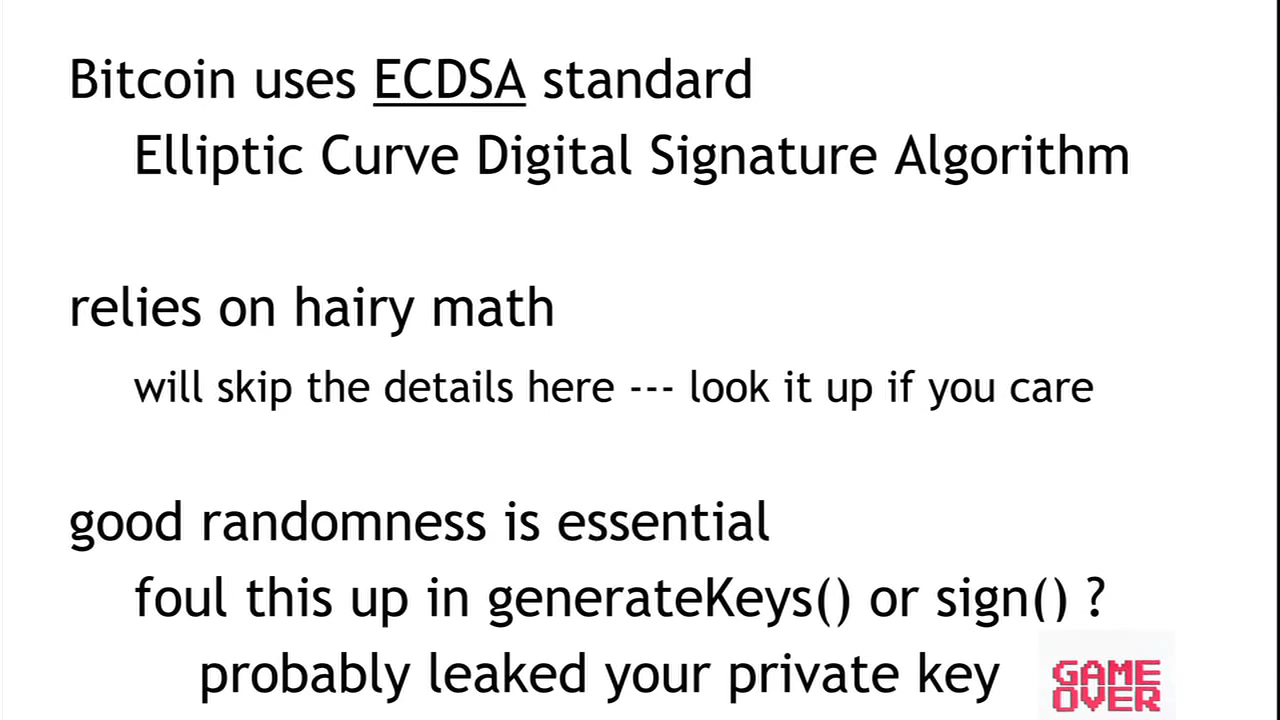 Bitcoin uses ECDSA standard
Elliptic Curve Digital Signature Algorithm
relies on hairy math
will skip the details here --- look it up if you care
good randomness is essential
foul this up in generateKeys() or sign() ?
probably leaked your private key
GAME
OVER